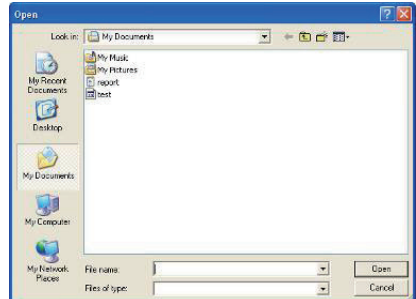 Open
Look in:
My Documents
My Recent
Documents
Desktop
My Documents
My Computer
My Network
Places
My Music
My Pictures
report
test
File name:
Open
Files of type:
Cancel